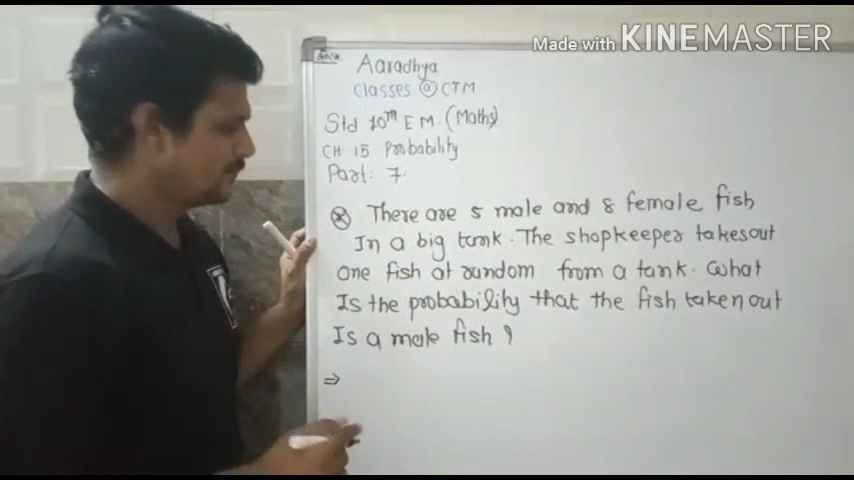 Made with KINEMASTER
Aaradhya
Classes @ CTM
Std 10TH E M. (Maths)
CH: 15 Probability
Part: 7.
There are 5 male and 8 female fish
In a big tank. The shopkeeper takes out
one fish at random from a tank. What
Is the probability that the fish taken out
Is a male fish ?
⇒